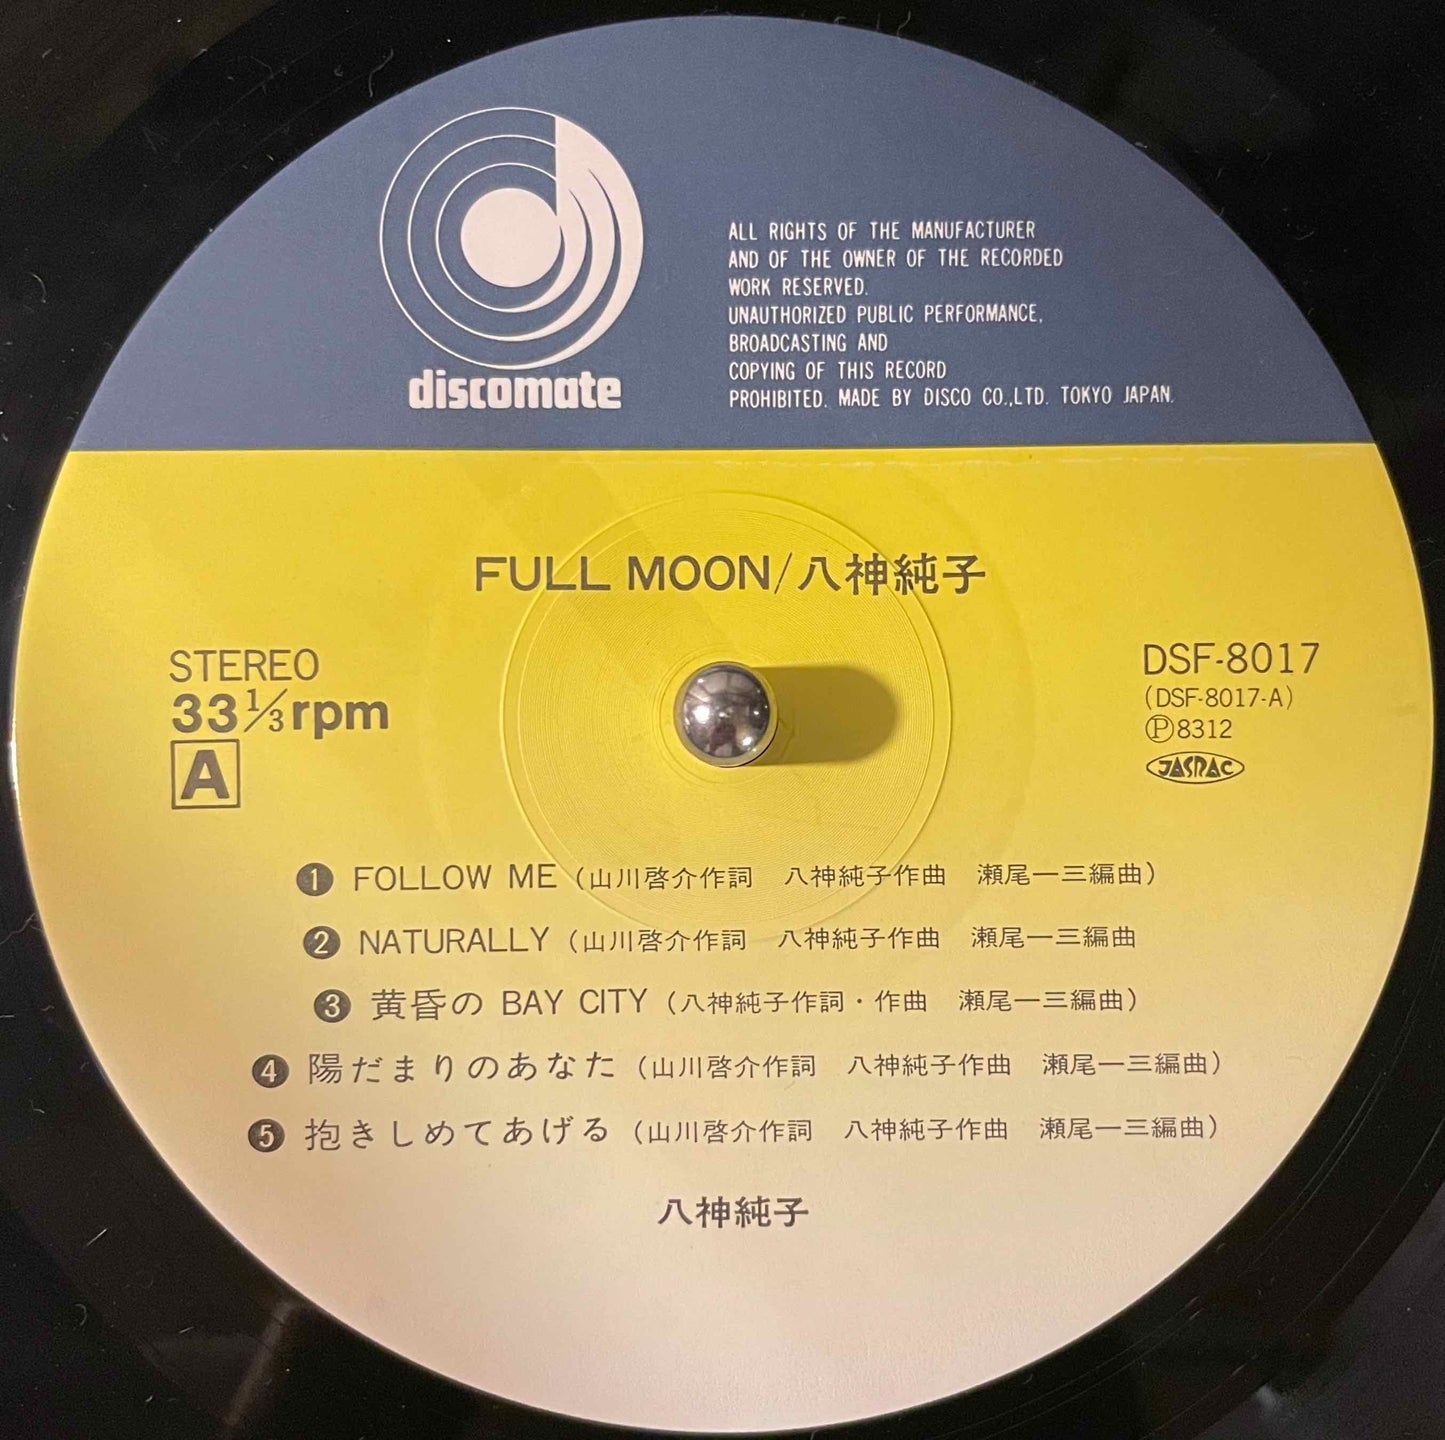 discomate
ALL RIGHTS OF THE MANUFACTURER
AND OF THE OWNER OF THE RECORDED
WORK RESERVED.
UNAUTHORIZED PUBLIC PERFORMANCE,
BROADCASTING AND
COPYING OF THIS RECORD
PROHIBITED. MADE BY DISCO CO.,LTD. TOKYO JAPAN.
FULL MOON/八神純子
STEREO
33 1/3 rpm
A
DSF-8017
(DSF-8017-A)
Ⓟ8312
JASRAC
❶ FOLLOW ME (山川啓介作詞 八神純子作曲 瀬尾一三編曲)
❷ NATURALLY (山川啓介作詞 八神純子作曲 瀬尾一三編曲
❸ 黄昏の BAY CITY (八神純子作詞・作曲 瀬尾一三編曲)
❹ 陽だまりのあなた (山川啓介作詞 八神純子作曲 瀬尾一三編曲)
❺ 抱きしめてあげる (山川啓介作詞 八神純子作曲 瀬尾一三編曲)
八神純子